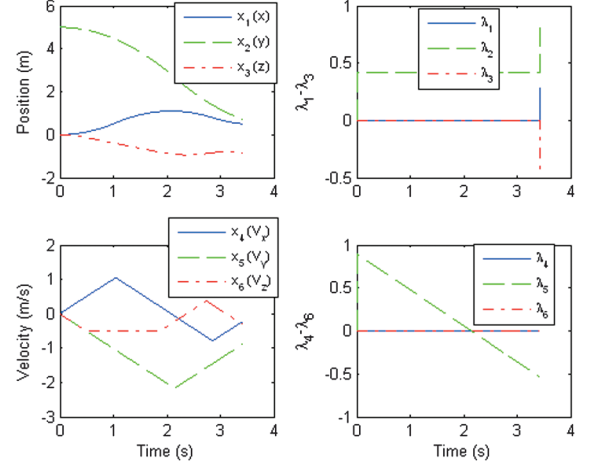 Position (m)
6
4
2
0
-2
0
1
2
3
4
x1(x)
x2(y)
x3(z)
λ1-λ3
1
0.5
0
-0.5
0
1
2
3
4
λ1
λ2
λ3
Velocity (m/s)
2
1
0
-1
-2
-3
0
1
2
3
4
Time (s)
x4(Vx)
x5(Vy)
x6(Vz)
λ4-λ6
1
0.5
0
-0.5
-1
0
1
2
3
4
Time (s)
λ4
λ5
λ6